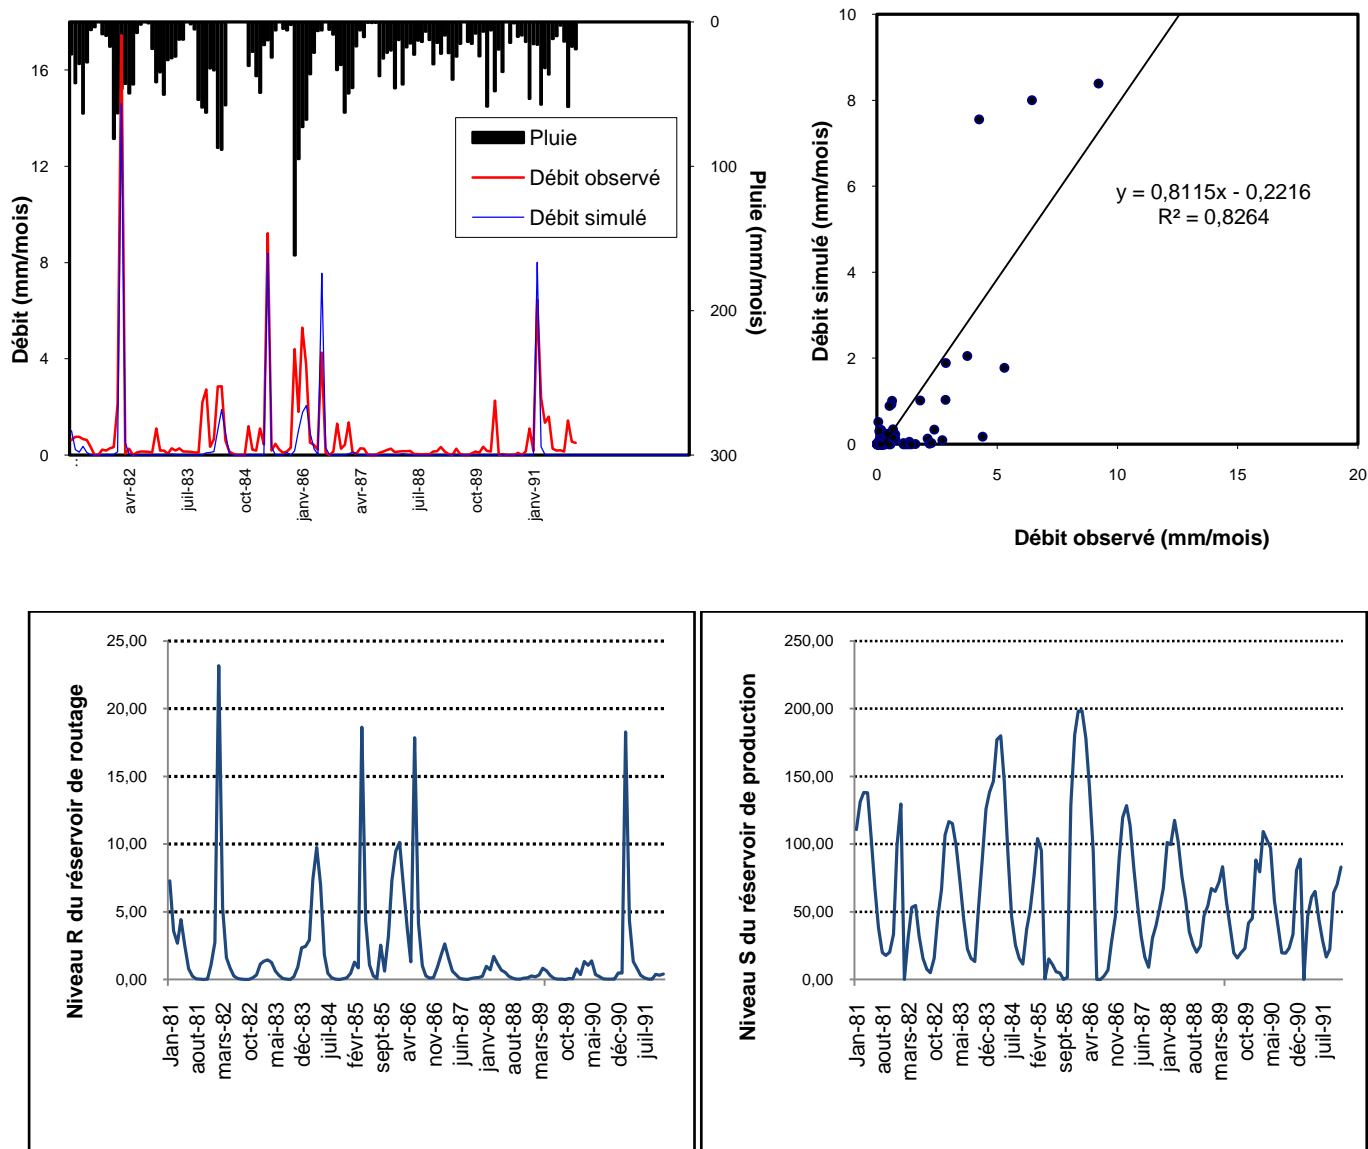 0
16
12
8
4
0
Débit (mm/mois)
Pluie
Débit observé
Débit simulé
100
200
300
Pluie (mm/mois)
avr-82
juil-83
oct-84
janv-86
avr-87
juil-88
oct-89
janv-91
10
8
6
4
2
0
Débit simulé (mm/mois)
y = 0,8115x - 0,2216
R² = 0,8264
0
5
10
15
20
Débit observé (mm/mois)
25,00
20,00
15,00
10,00
5,00
0,00
Niveau R du réservoir de routage
Jan-81
aout-81
mars-82
oct-82
mai-83
déc-83
juil-84
févr-85
sept-85
avr-86
nov-86
juin-87
janv-88
aout-88
mars-89
oct-89
mai-90
déc-90
juil-91
250,00
200,00
150,00
100,00
50,00
0,00
Niveau S du réservoir de production
Jan-81
aout-81
mars-82
oct-82
mai-83
déc-83
juil-84
févr-85
sept-85
avr-86
nov-86
juin-87
janv-88
aout-88
mars-89
oct-89
mai-90
déc-90
juil-91